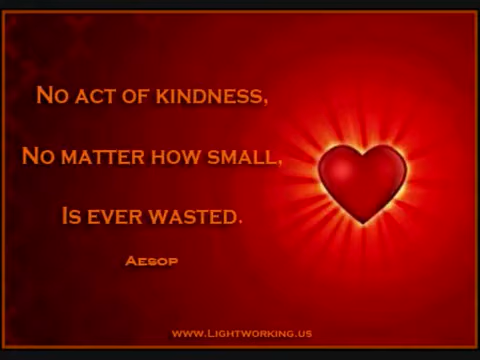 No act of kindness,
No matter how small,
Is ever wasted.
Aesop
www.Lightworking.us